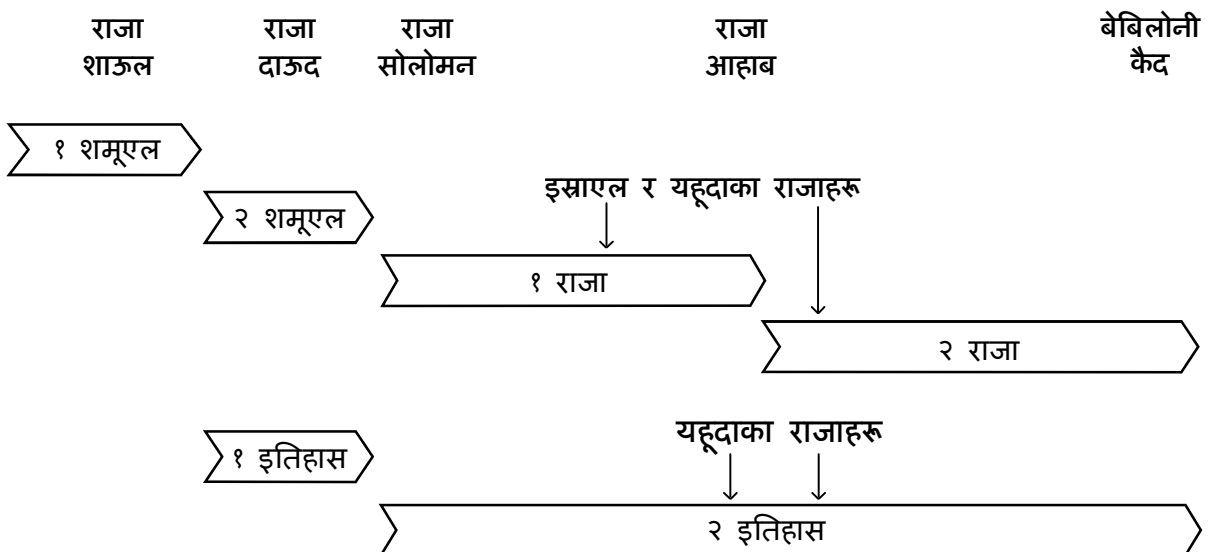 राजा
शाऊल
राजा
दाऊद
राजा
सोलोमन
राजा
आहाब
बेबिलोनी
कैद
१ शमूएल
२ शमूएल
इस्राएल र यहूदाका राजाहरू
१ राजा
२ राजा
१ इतिहास
यहूदाका राजाहरू
२ इतिहास